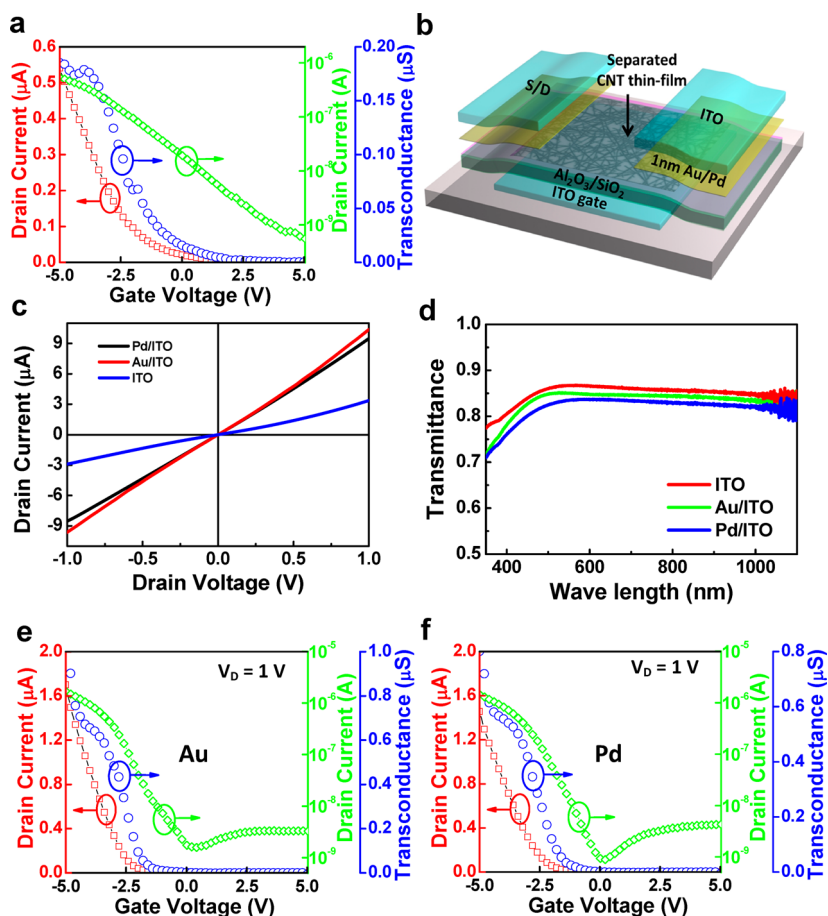 a
0.6
0.5
0.4
0.3
0.2
0.1
0.0
Drain Current (μA)
-5.0 -2.5 0.0 2.5 5.0
Gate Voltage (V)
10⁻⁶
10⁻⁷
10⁻⁸
10⁻⁹
Drain Current (A)
0.20
0.15
0.10
0.05
0.00
Transconductance (μS)
b
Separated
CNT thin-film
S/D
ITO
1nm Au/Pd
Al₂O₃/SiO₂
ITO gate
c
Pd/ITO
Au/ITO
ITO
9
6
3
0
-3
-6
-9
Drain Current (μA)
-1.0 -0.5 0.0 0.5 1.0
Drain Voltage (V)
d
1.0
0.9
0.8
0.7
0.6
0.5
Transmittance
ITO
Au/ITO
Pd/ITO
400 600 800 1000
Wave length (nm)
e
V_D = 1 V
Au
2.0
1.6
1.2
0.8
0.4
0.0
Drain Current (μA)
-5.0 -2.5 0.0 2.5 5.0
Gate Voltage (V)
10⁻⁵
10⁻⁶
10⁻⁷
10⁻⁸
10⁻⁹
Drain Current (A)
1.0
0.8
0.6
0.4
0.2
0.0
Transconductance (μS)
f
V_D = 1 V
Pd
2.0
1.6
1.2
0.8
0.4
0.0
Drain Current (μA)
-5.0 -2.5 0.0 2.5 5.0
Gate Voltage (V)
10⁻⁵
10⁻⁶
10⁻⁷
10⁻⁸
10⁻⁹
Drain Current (A)
0.8
0.6
0.4
0.2
0.0
Transconductance (μS)